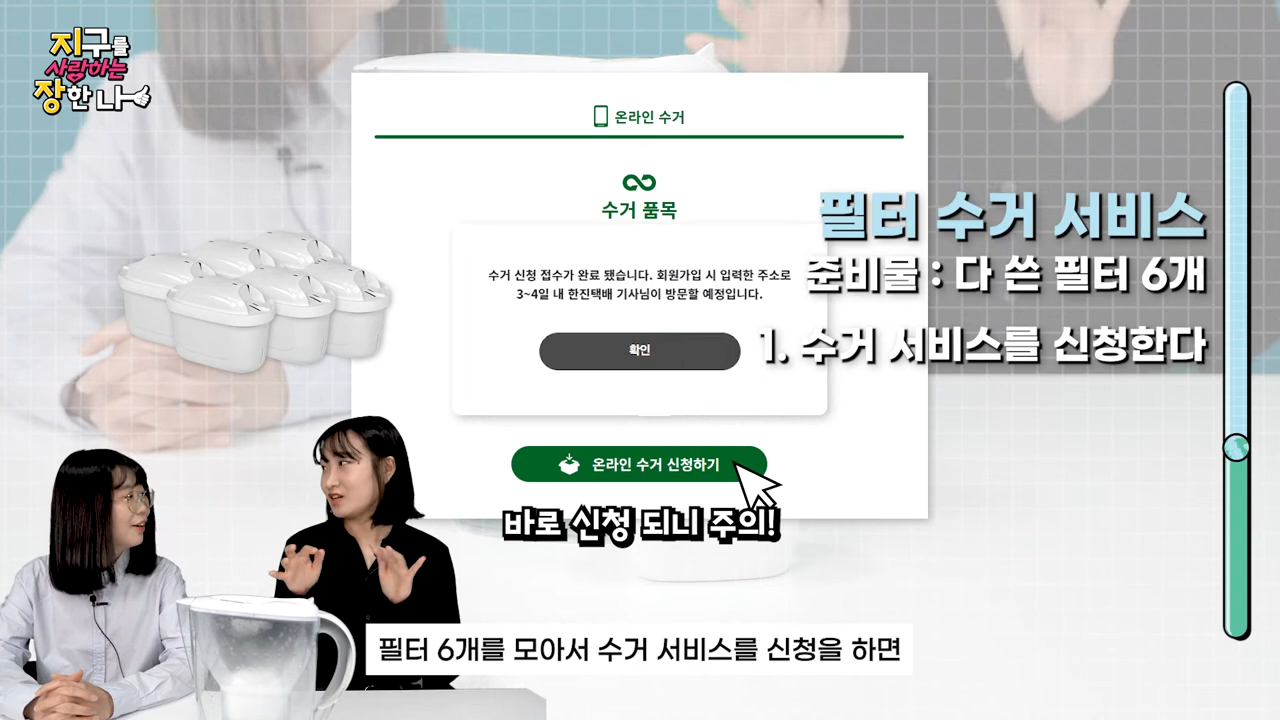 지구를
사랑하는
장한 나
온라인 수거
수거 품목
수거 신청 접수가 완료 됐습니다. 회원가입 시 입력한 주소로
3~4일 내 한진택배 기사님이 방문할 예정입니다.
확인
온라인 수거 신청하기
바로 신청 되니 주의!
필터 수거 서비스
준비물 : 다 쓴 필터 6개
1. 수거 서비스를 신청한다
필터 6개를 모아서 수거 서비스를 신청을 하면